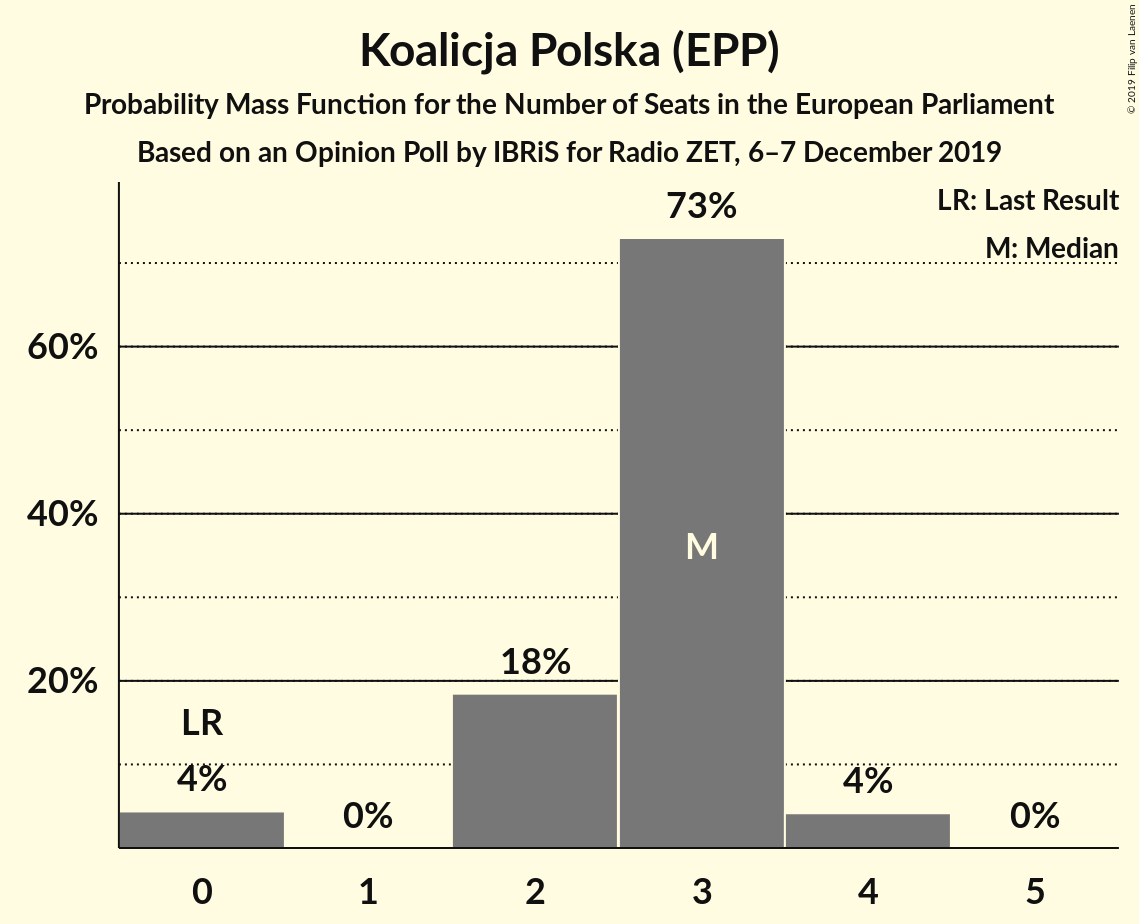 Koalicja Polska (EPP)
Probability Mass Function for the Number of Seats in the European Parliament
Based on an Opinion Poll by IBRiS for Radio ZET, 6–7 December 2019
© 2019 Filip van Laenen
LR: Last Result
M: Median
73%
60%
40%
M
18%
20%
LR
4%
0%
4%
0%
0
1
2
3
4
5